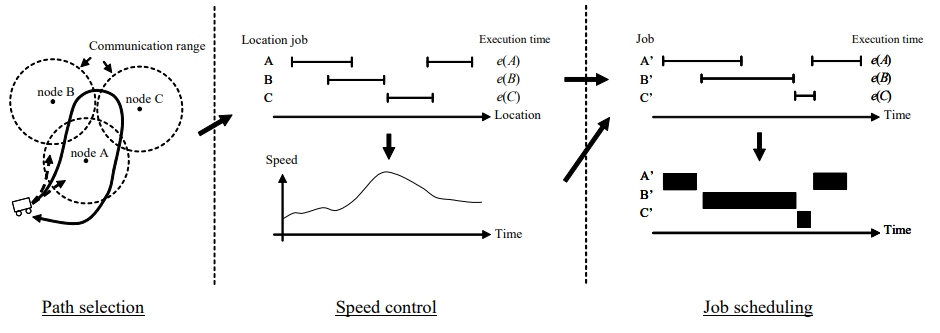 Communication range
node B
node C
node A
Path selection
Location job
Execution time
A
e(A)
B
e(B)
C
e(C)
Location
Speed
Time
Speed control
Job
Execution time
A’
e(A)
B’
e(B)
C’
e(C)
Time
A’
B’
C’
Time
Job scheduling